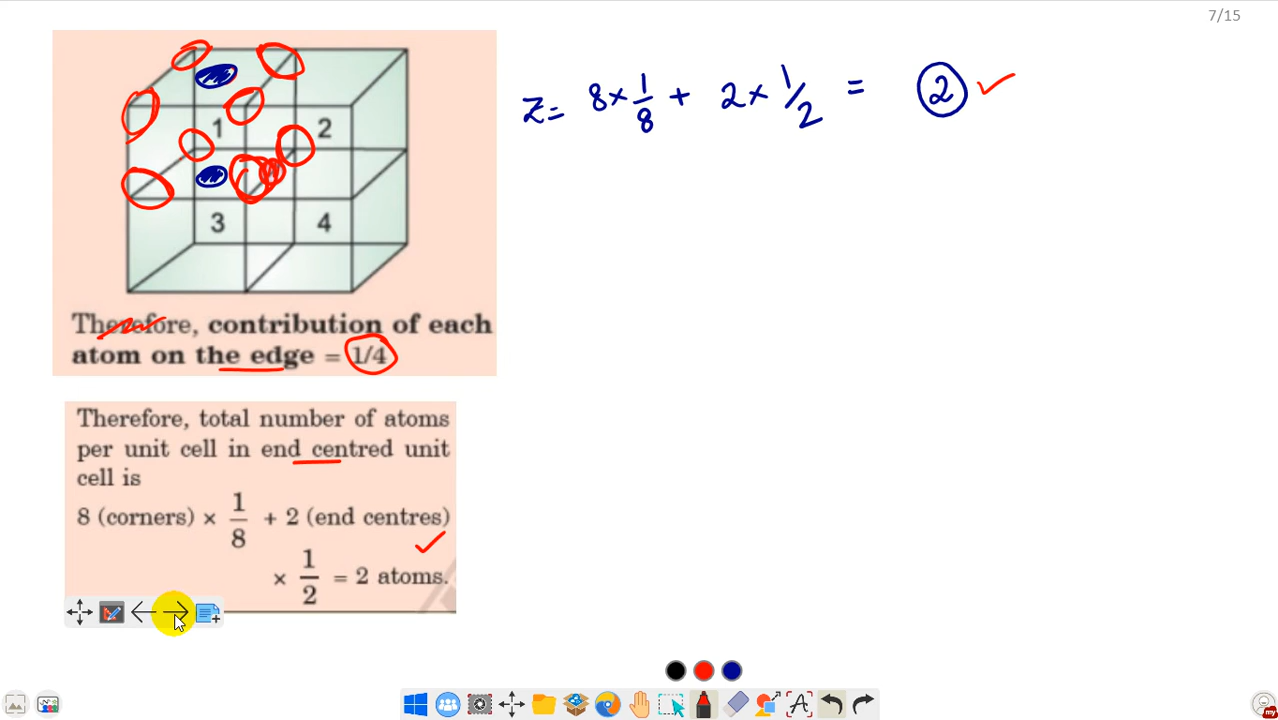 7/15
1
2
3
4
Z= 8×1/8 + 2×1/2 = 2
Therefore, contribution of each
atom on the edge = 1/4
Therefore, total number of atoms
per unit cell in end centred unit
cell is
8 (corners) × 1/8 + 2 (end centres)
× 1/2 = 2 atoms.
A
my